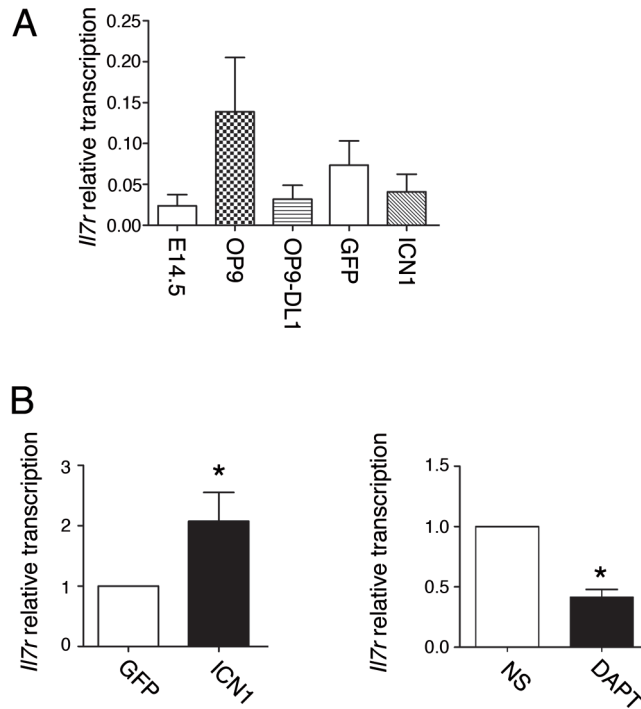 A
Il7r relative transcription
0.25
0.20
0.15
0.10
0.05
0.00
E14.5
OP9
OP9-DL1
GFP
ICN1
B
Il7r relative transcription
3
2
1
0
*
GFP
ICN1
Il7r relative transcription
1.5
1.0
0.5
0.0
*
NS
DAPT